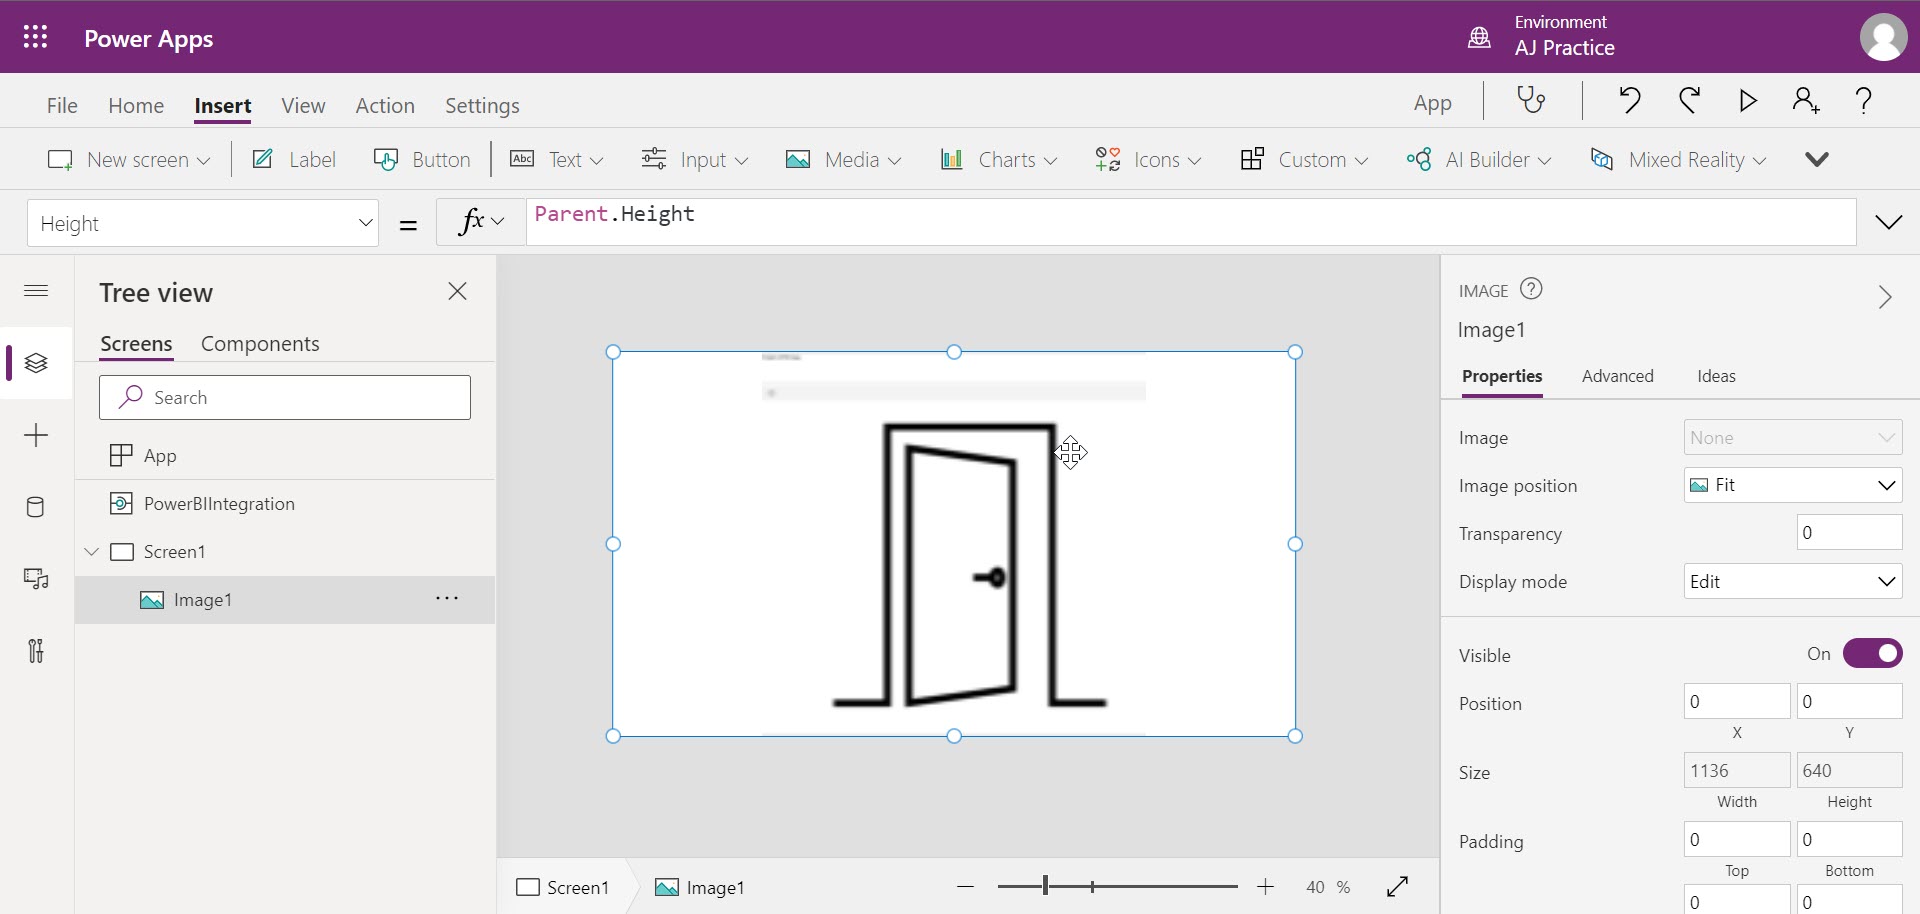 Power Apps
Environment
AJ Practice
File Home Insert View Action Settings
App
New screen Label Button Text Input Media Charts Icons Custom AI Builder Mixed Reality
Abc
Height = fx Parent.Height
Tree view
Screens Components
Search
App
PowerBIIntegration
Screen1
Image1
IMAGE ?
Image1
Properties Advanced Ideas
Image None
Image position Fit
Transparency 0
Display mode Edit
Visible On
Position 0 0
X Y
Size 1136 640
Width Height
Padding 0 0
Top Bottom
0 0
Screen1 Image1 40 %